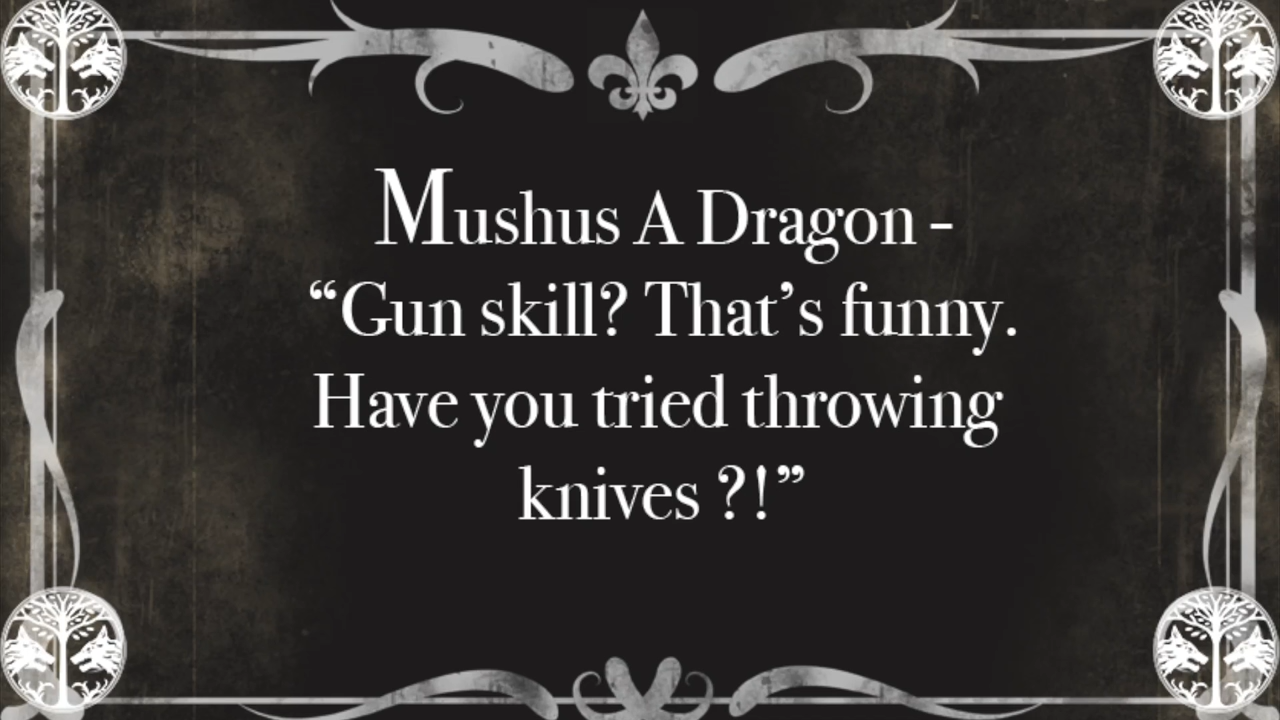 Mushus A Dragon -
“Gun skill? That’s funny.
Have you tried throwing
knives ?!”